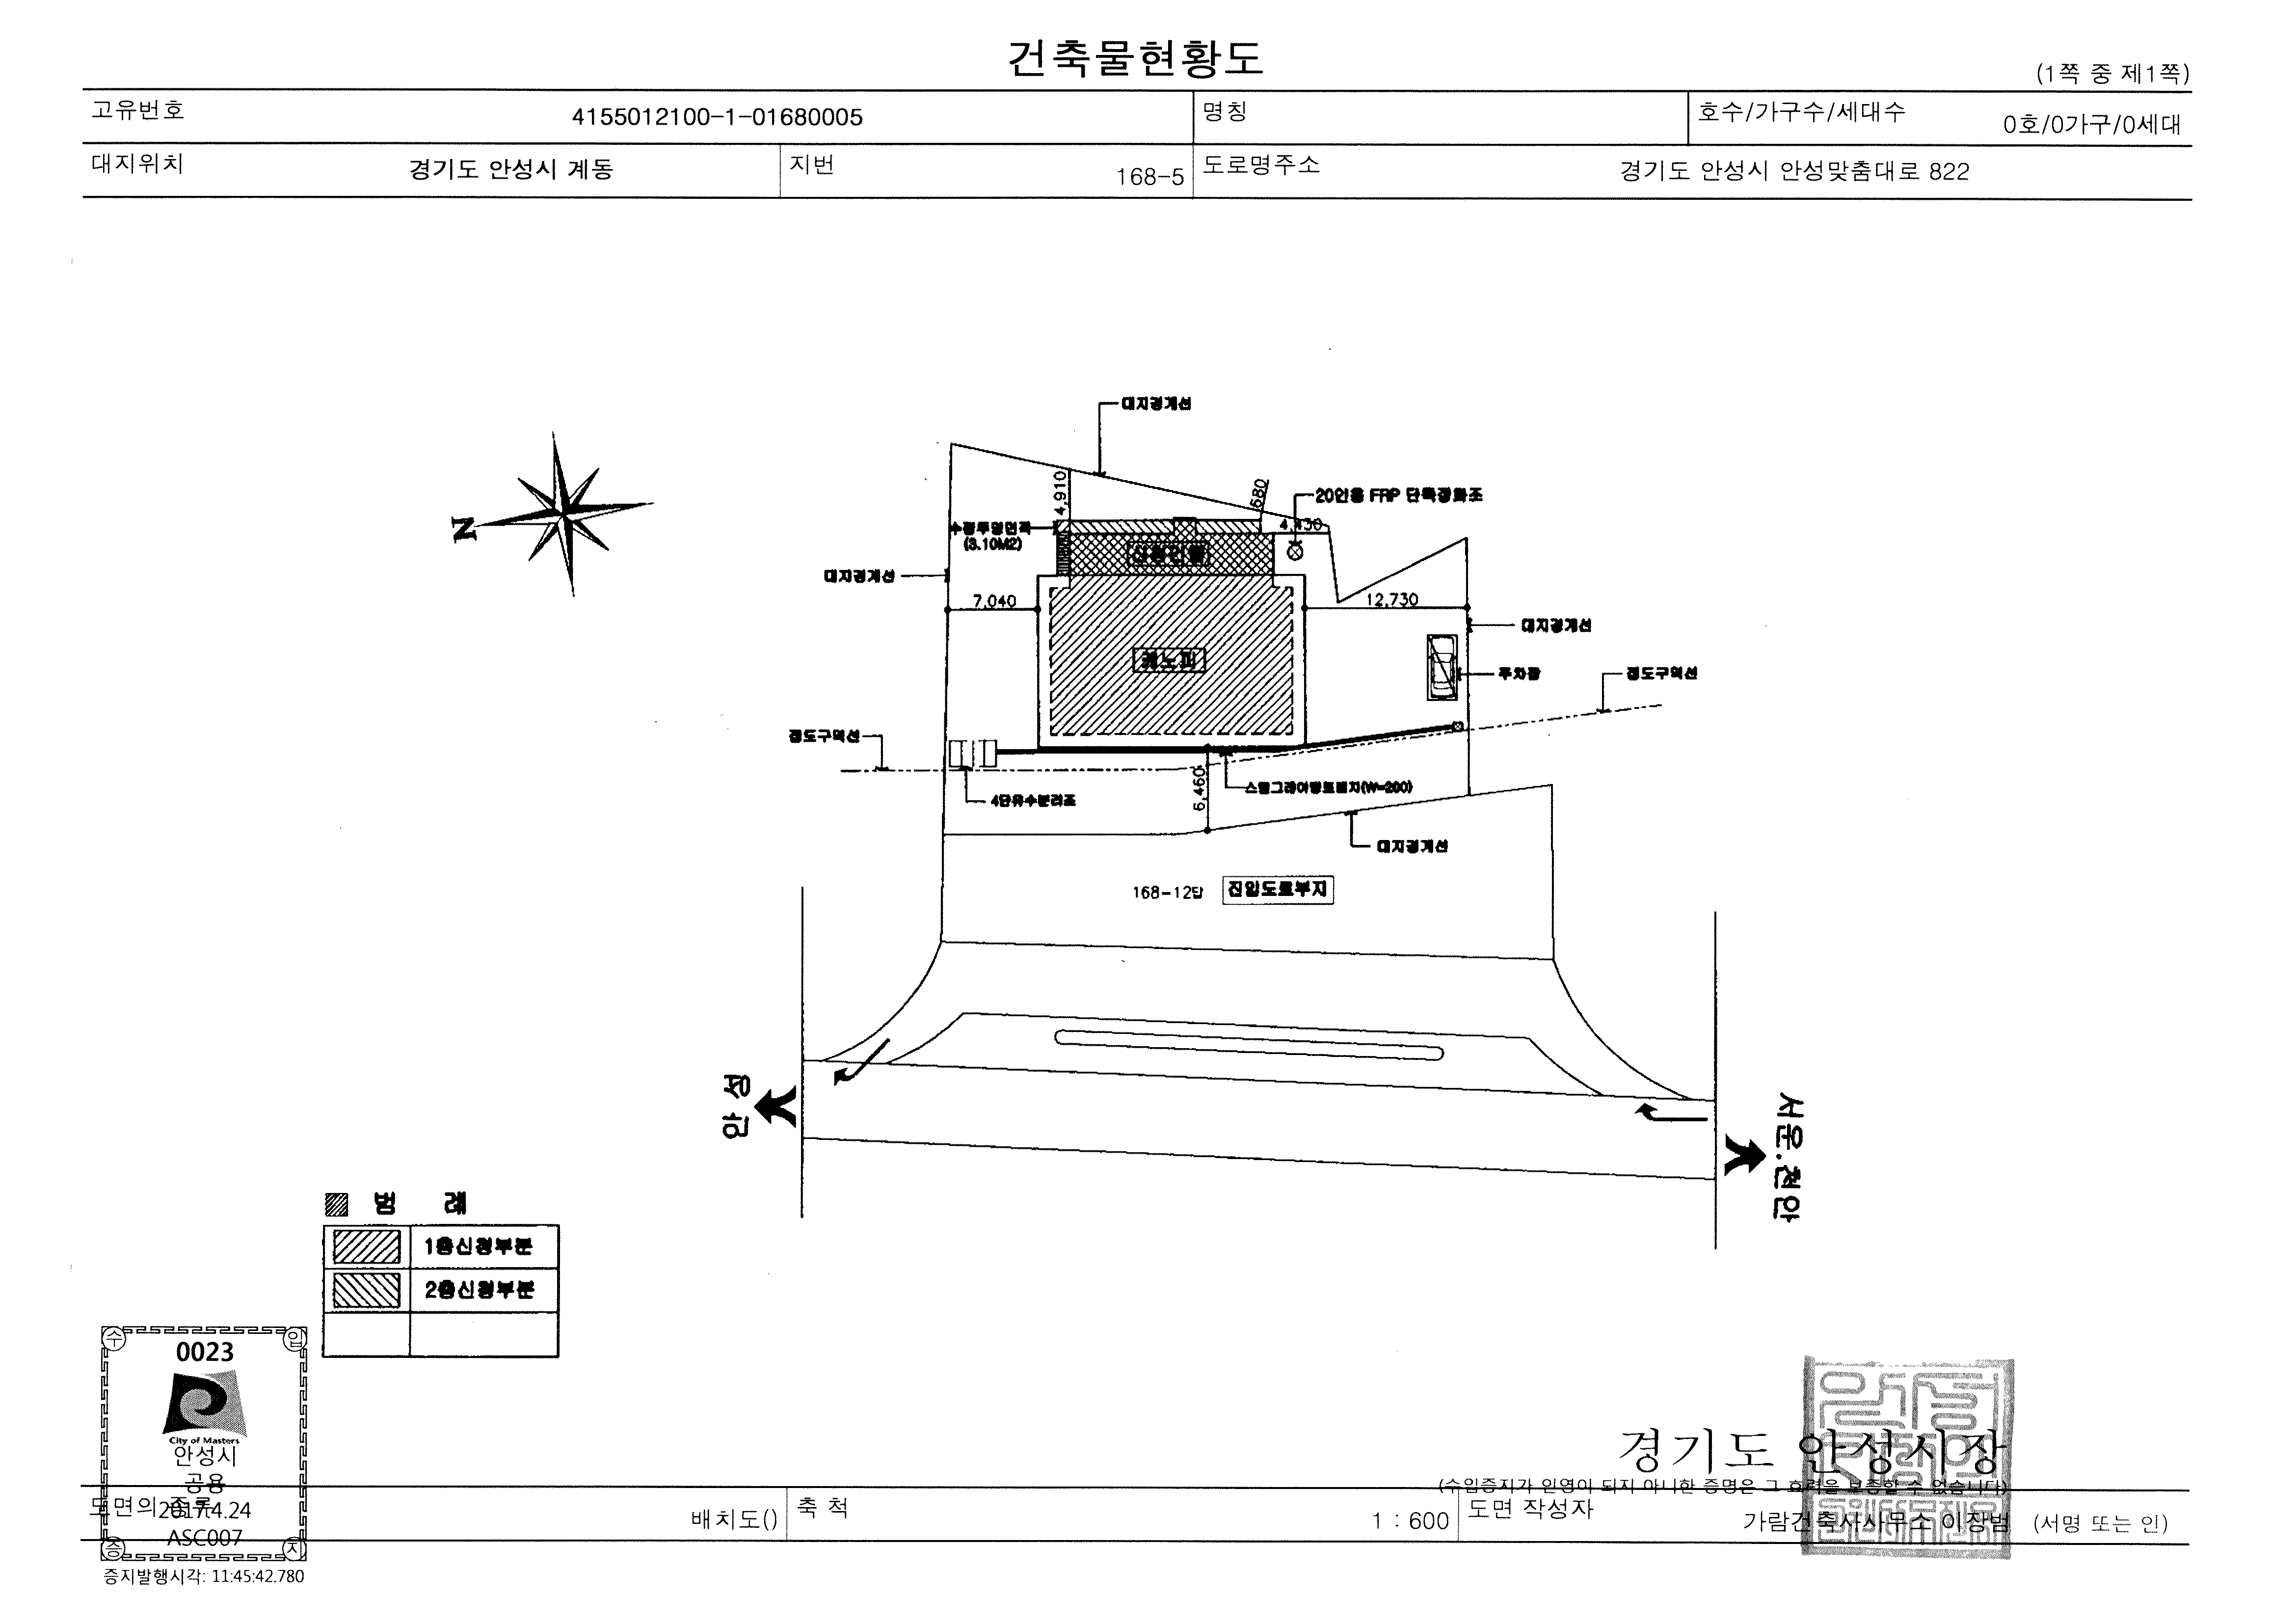 건축물현황도
(1쪽 중 제1쪽)
고유번호 4155012100-1-01680005 명칭 호수/가구수/세대수 0호/0가구/0세대
대지위치 경기도 안성시 계동 지번 168-5 도로명주소 경기도 안성시 안성맞춤대로 822
대지경계선
4,910
680
20인용 FRP 단독정화조
4,430
수평투영면적
(3.10M2)
신청건물
대지경계선
7,040
12,730
대지경계선
캐노피
주차장
접도구역선
접도구역선
4단유수분리조
6,460
스틸그레이팅트렌치(W=200)
대지경계선
168-12답 진입도로부지
안성
서운.천안
N
범 례
1층신청부분
2층신청부분
수 입
0023
City of Masters
안성시
공용
2017.4.24
ASC007
증 지
증지발행시각: 11:45:42.780
경기도 안성시장
(수입증지가 인영이 되지 아니한 증명은 그 효력을 보증할 수 없습니다)
도면의 종류 배치도() 축척 1 : 600 도면 작성자 가람건축사사무소 이장범 (서명 또는 인)